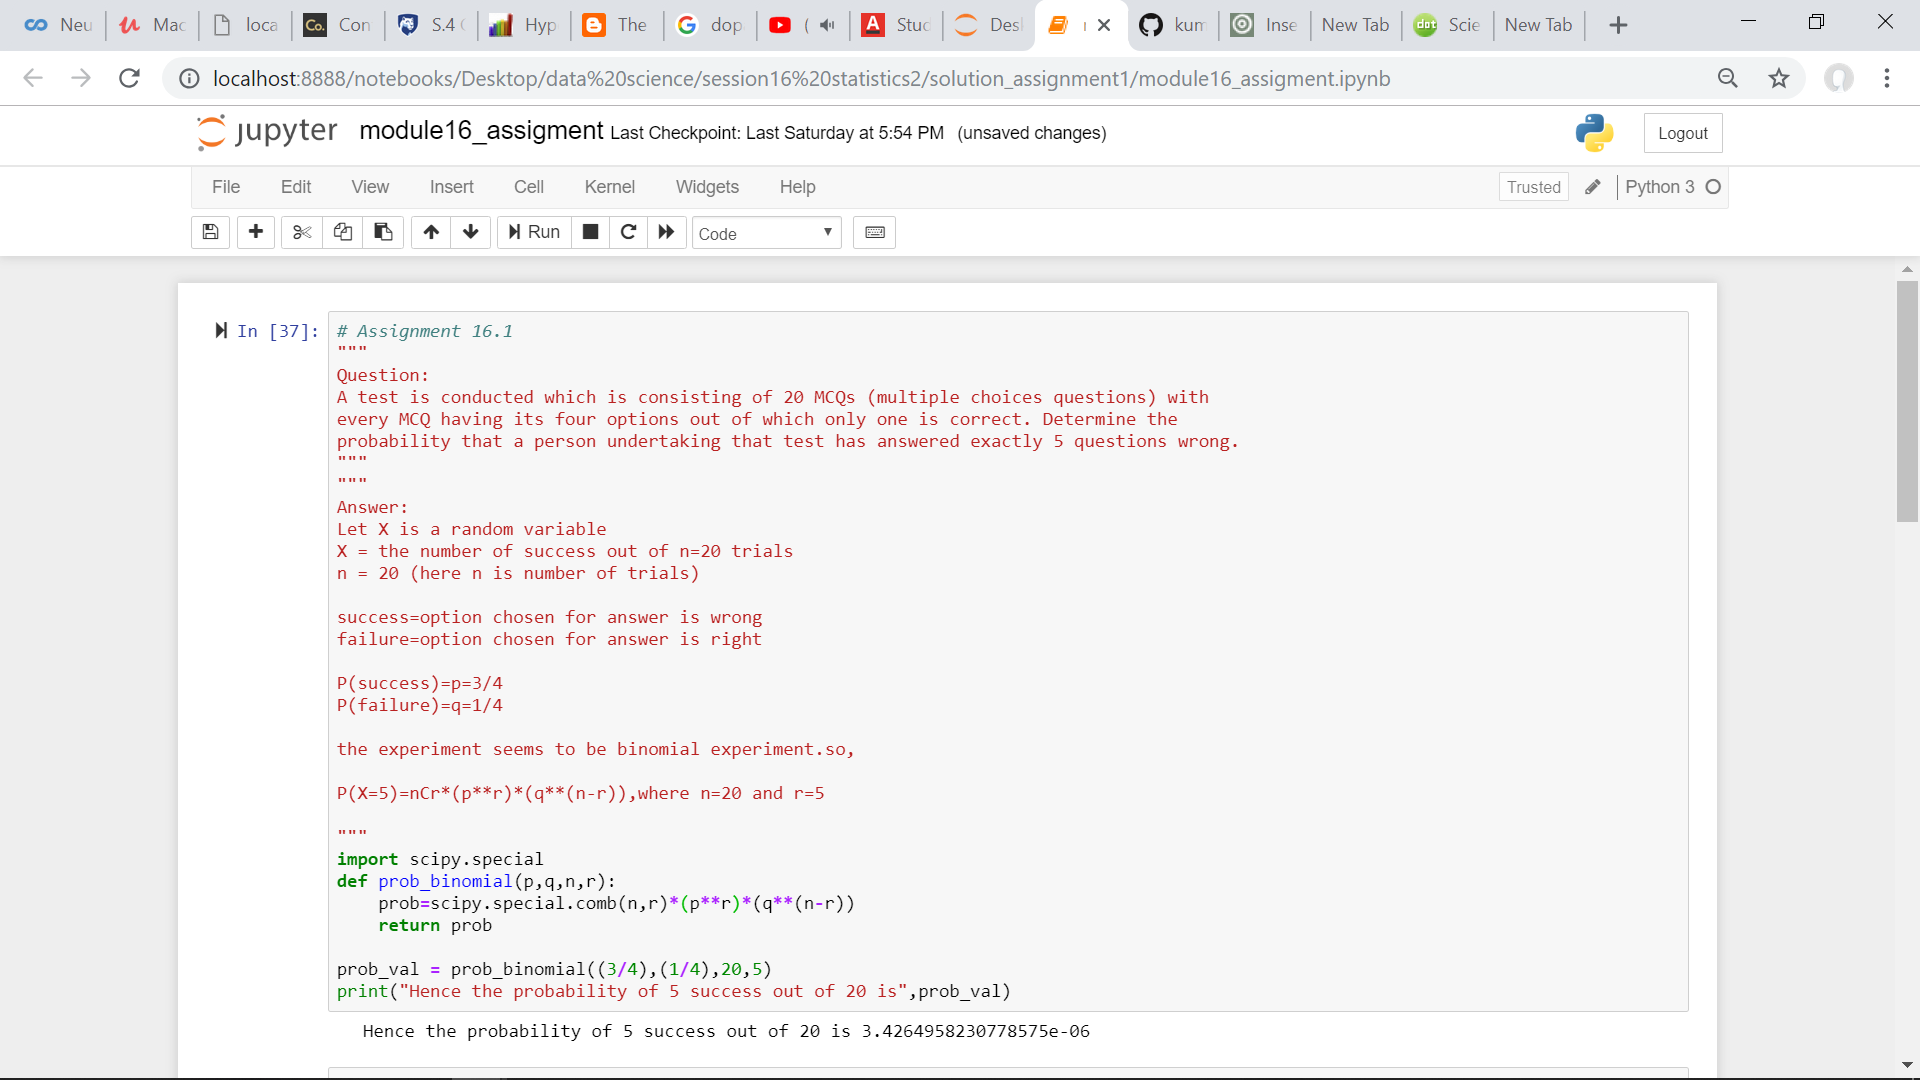 Neu
Mac
loca
Co.
Con
S.4
Hyp
The
dop
(
A
Stud
Desl
kum
Inse
New Tab
dot
Scie
New Tab
localhost:8888/notebooks/Desktop/data%20science/session16%20statistics2/solution_assignment1/module16_assigment.ipynb
jupyter module16_assigment Last Checkpoint: Last Saturday at 5:54 PM (unsaved changes)
Logout
File Edit View Insert Cell Kernel Widgets Help
Trusted
Python 3
Run
Code
In [37]:
# Assignment 16.1
"""
Question:
A test is conducted which is consisting of 20 MCQs (multiple choices questions) with
every MCQ having its four options out of which only one is correct. Determine the
probability that a person undertaking that test has answered exactly 5 questions wrong.
"""
"""
Answer:
Let X is a random variable
X = the number of success out of n=20 trials
n = 20 (here n is number of trials)
success=option chosen for answer is wrong
failure=option chosen for answer is right
P(success)=p=3/4
P(failure)=q=1/4
the experiment seems to be binomial experiment.so,
P(X=5)=nCr*(p**r)*(q**(n-r)),where n=20 and r=5
"""
import scipy.special
def prob_binomial(p,q,n,r):
    prob=scipy.special.comb(n,r)*(p**r)*(q**(n-r))
    return prob
prob_val = prob_binomial((3/4),(1/4),20,5)
print("Hence the probability of 5 success out of 20 is",prob_val)
Hence the probability of 5 success out of 20 is 3.4264958230778575e-06